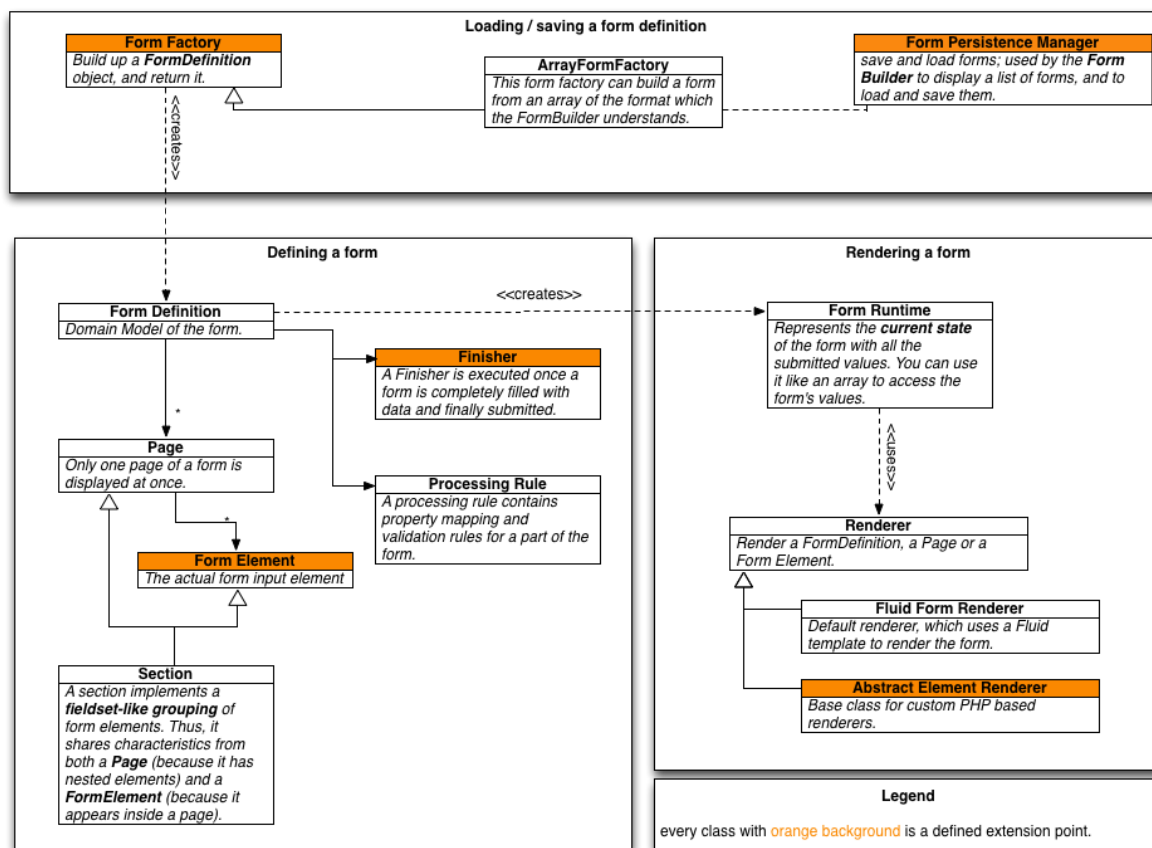 Loading / saving a form definition
Form Factory
Build up a FormDefinition
object, and return it.
ArrayFormFactory
This form factory can build a form
from an array of the format which
the FormBuilder understands.
Form Persistence Manager
save and load forms; used by the Form
Builder to display a list of forms, and to
load and save them.
<<creates>>
Defining a form
Form Definition
Domain Model of the form.
<<creates>>
Finisher
A Finisher is executed once a
form is completely filled with
data and finally submitted.
*
Page
Only one page of a form is
displayed at once.
Processing Rule
A processing rule contains
property mapping and
validation rules for a part of the
form.
*
Form Element
The actual form input element
Section
A section implements a
fieldset-like grouping of
form elements. Thus, it
shares characteristics from
both a Page (because it has
nested elements) and a
FormElement (because it
appears inside a page).
Rendering a form
Form Runtime
Represents the current state
of the form with all the
submitted values. You can use
it like an array to access the
form's values.
<<uses>>
Renderer
Render a FormDefinition, a Page or a
Form Element.
Fluid Form Renderer
Default renderer, which uses a Fluid
template to render the form.
Abstract Element Renderer
Base class for custom PHP based
renderers.
Legend
every class with orange background is a defined extension point.